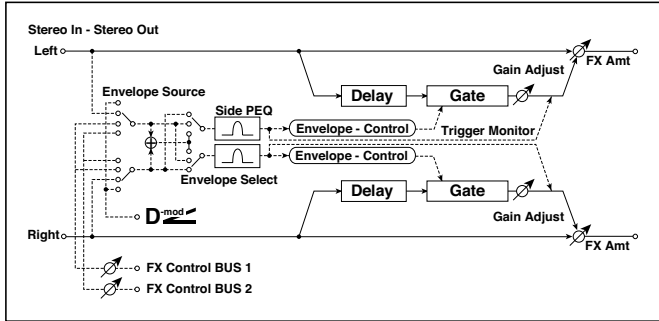 Stereo In - Stereo Out
Left
FX Amt
Gain Adjust
Envelope Source
Side PEQ
Delay
Gate
Envelope - Control
Trigger Monitor
Envelope - Control
Envelope Select
Delay
Gate
D-mod
Gain Adjust
Right
FX Amt
FX Control BUS 1
FX Control BUS 2